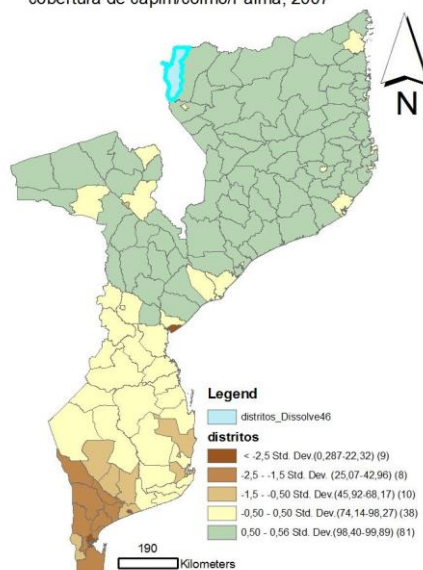 cobertura de capim/colmo/Palma, 2007
N
Legend
distritos_Dissolve46
distritos
< -2,5 Std. Dev.(0,287-22,32) (9)
-2,5 - -1,5 Std. Dev. (25,07-42,96) (8)
-1,5 - -0,50 Std. Dev.(45,92-68,17) (10)
-0,50 - 0,50 Std. Dev.(74,14-98,27) (38)
0,50 - 0,56 Std. Dev.(98,40-99,89) (81)
190
Kilometers